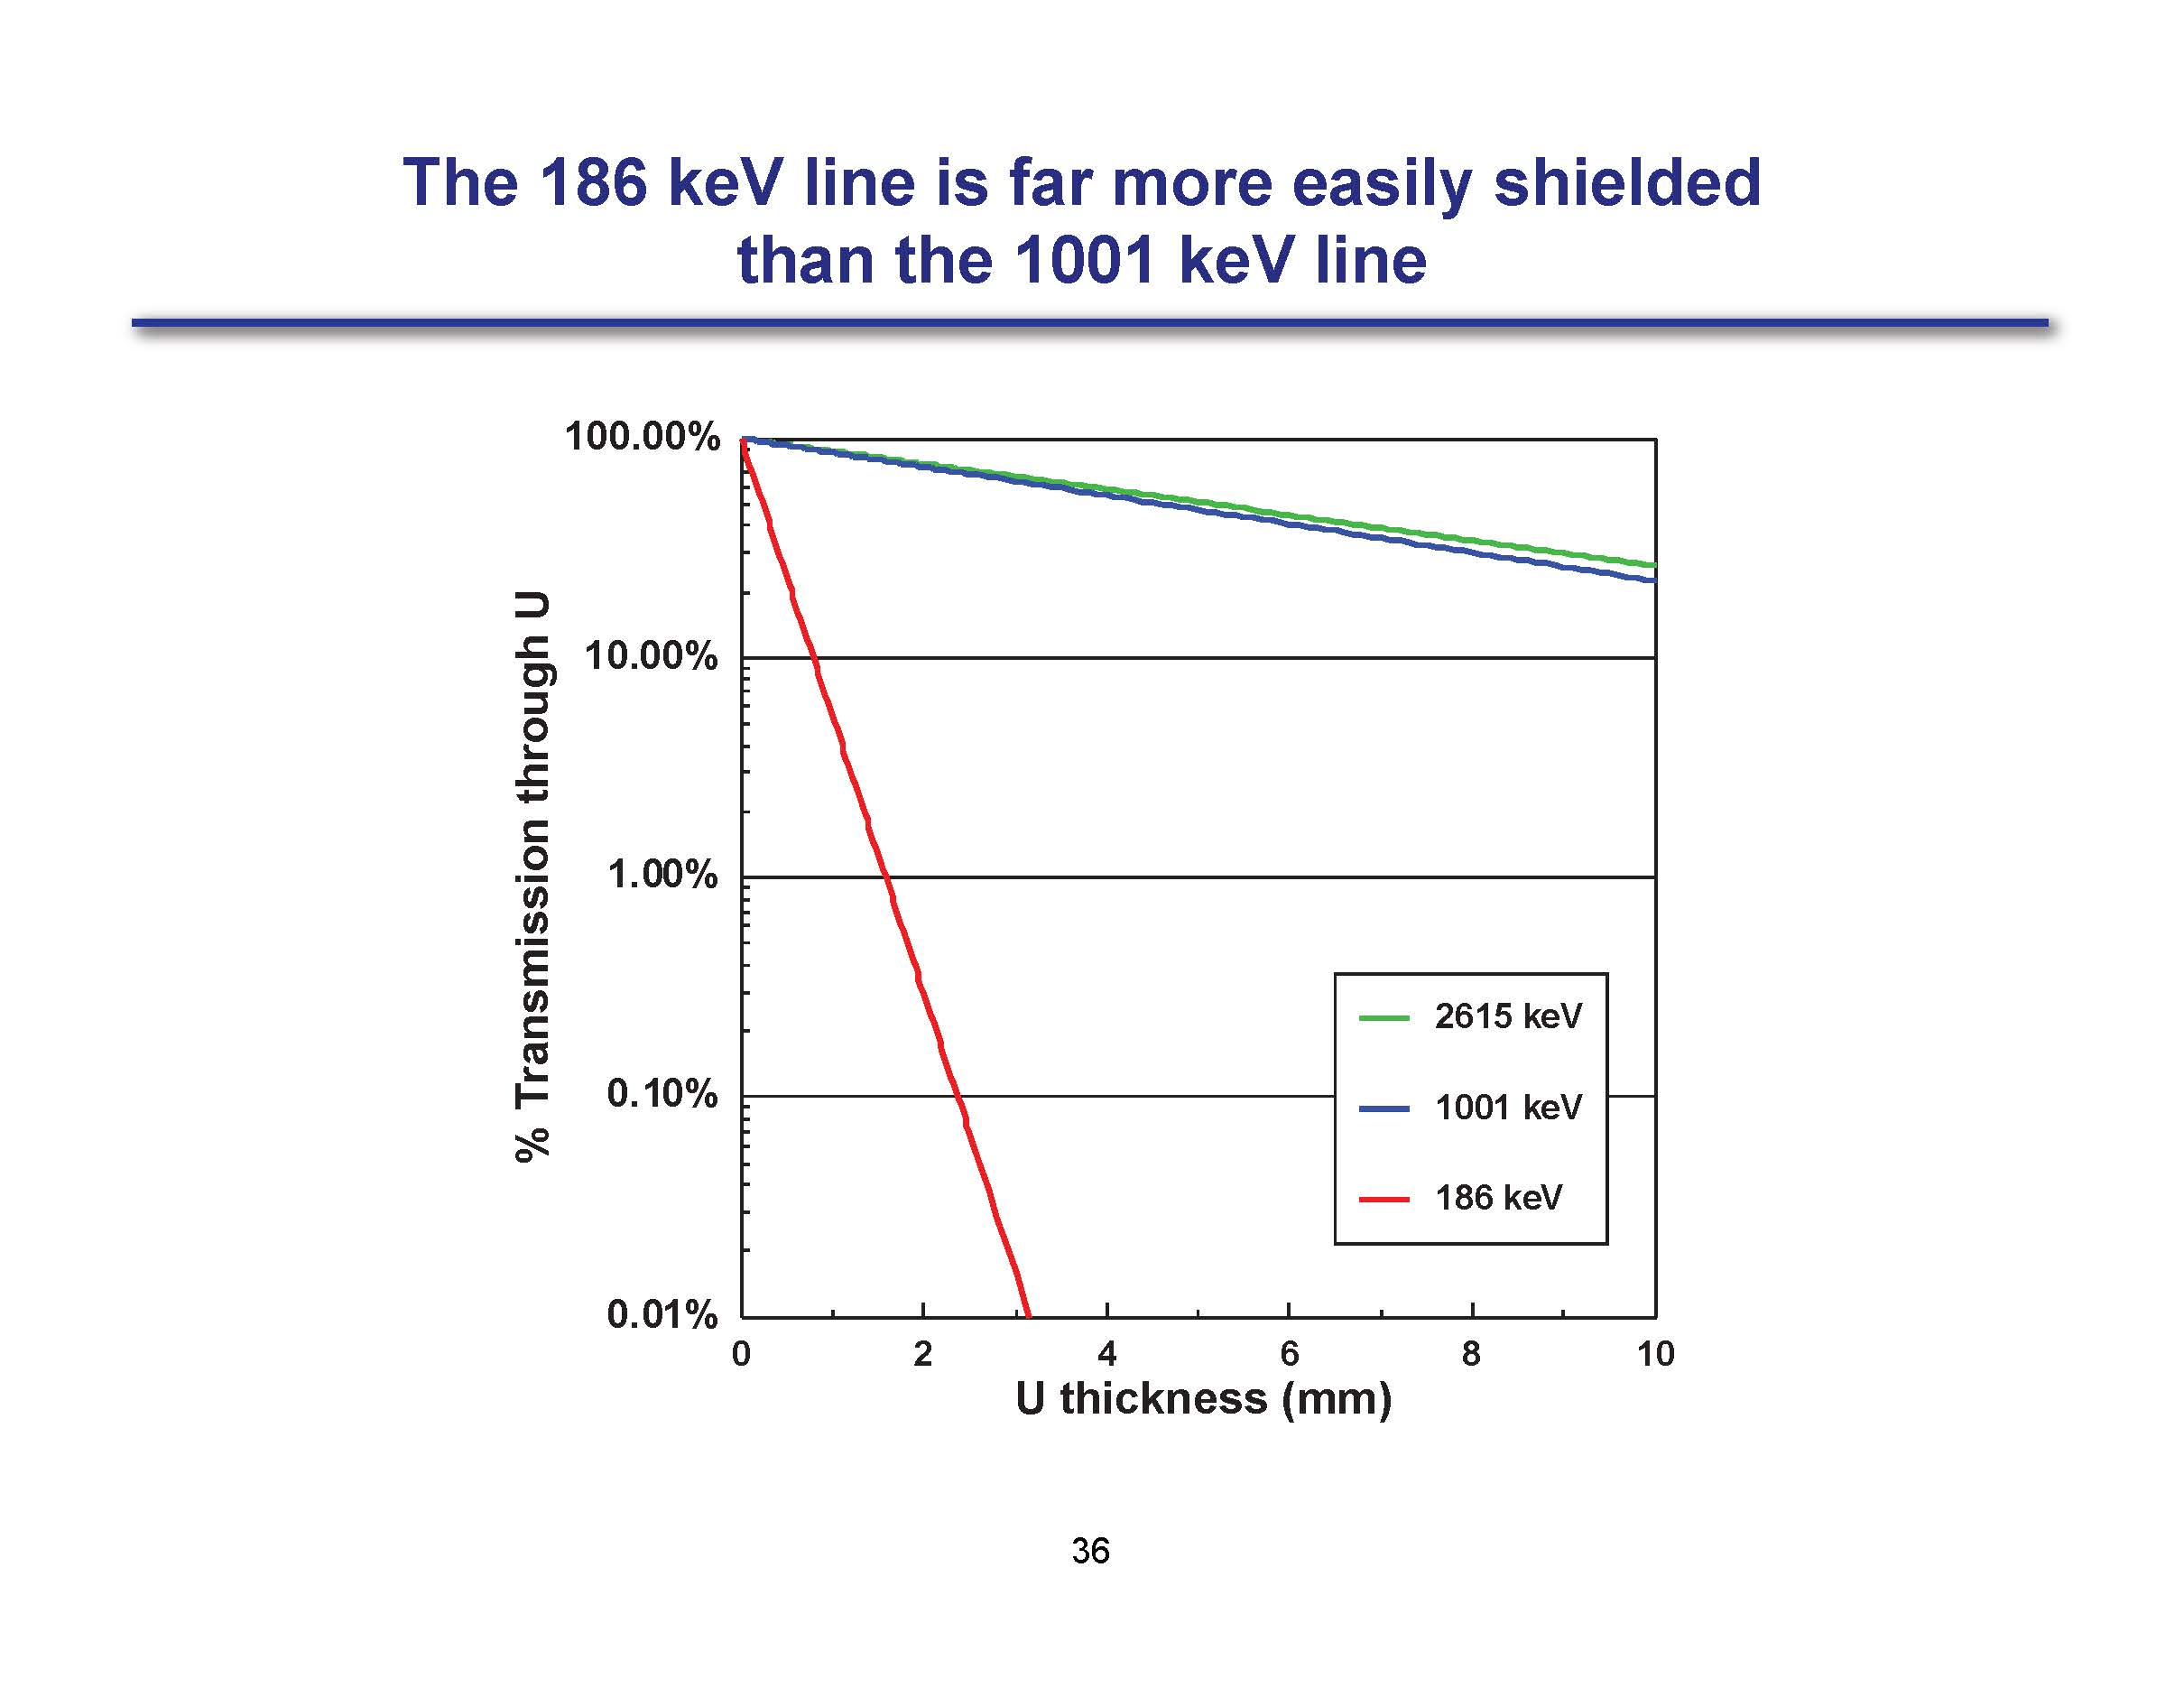 The 186 keV line is far more easily shielded
than the 1001 keV line
% Transmission through U
100.00%
10.00%
1.00%
0.10%
0.01%
2615 keV
1001 keV
186 keV
0 2 4 6 8 10
U thickness (mm)
36